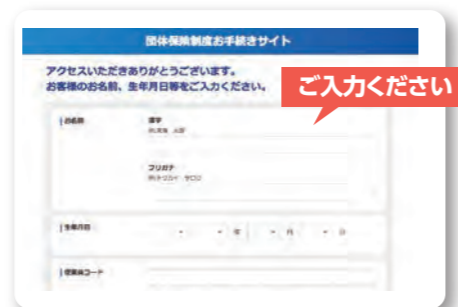 団体保険制度お手続きサイト
アクセスいただきありがとうございます。
お客様のお名前、生年月日等をご入力ください。
ご入力ください
お名前
漢字
フリガナ
生年月日
年 月 日